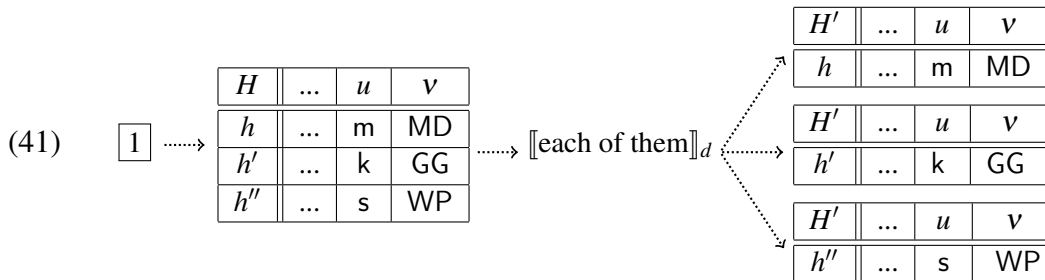 (41)
1
H ... u ν
h ... m MD
h′ ... k GG
h″ ... s WP
⟦each of them⟧d
H′ ... u ν
h ... m MD
H′ ... u ν
h′ ... k GG
H′ ... u ν
h″ ... s WP